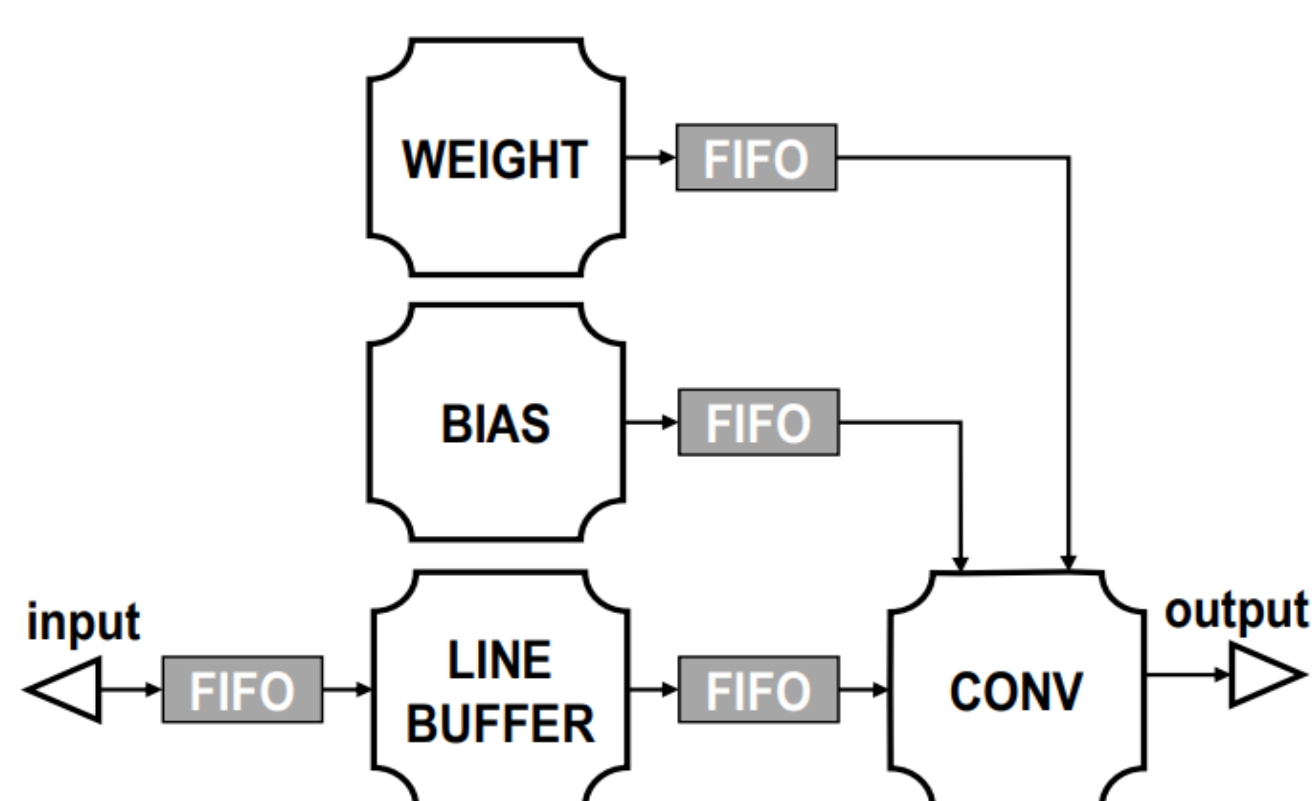 WEIGHT
FIFO
BIAS
FIFO
input
FIFO
LINE
BUFFER
FIFO
CONV
output